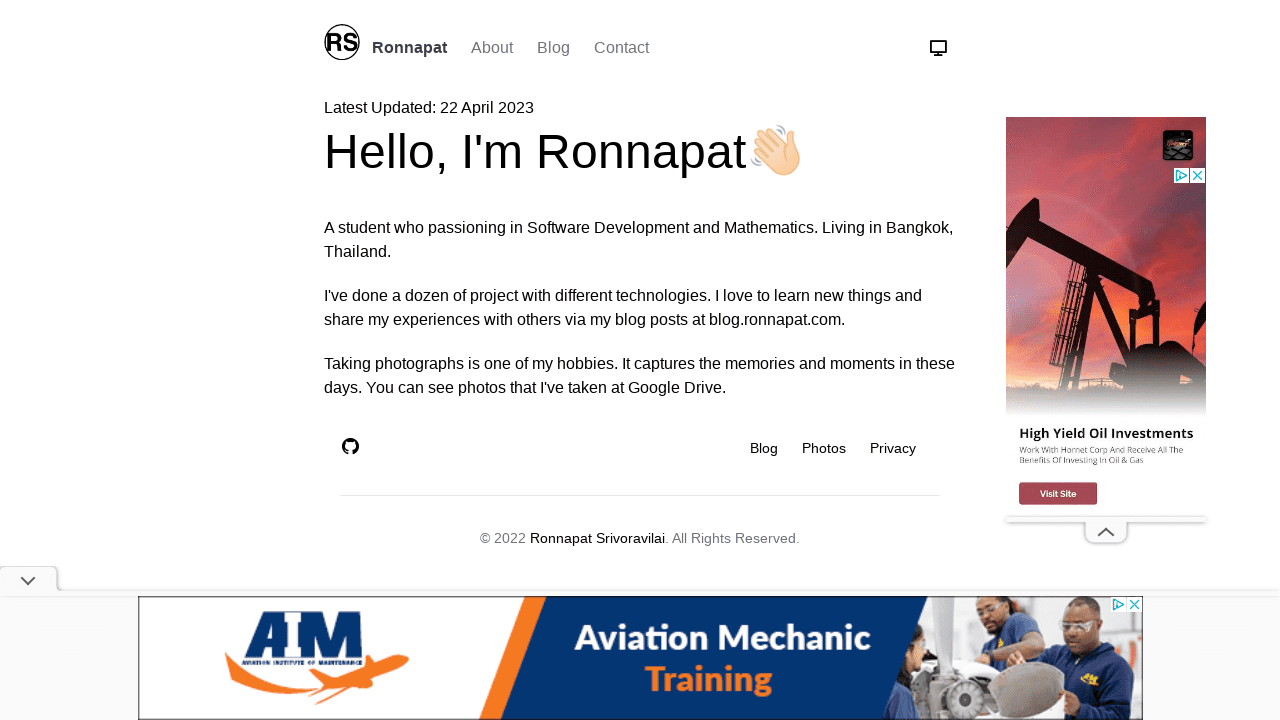 RS
Ronnapat
About
Blog
Contact
Latest Updated: 22 April 2023
Hello, I'm Ronnapat
A student who passioning in Software Development and Mathematics. Living in Bangkok,
Thailand.
I've done a dozen of project with different technologies. I love to learn new things and
share my experiences with others via my blog posts at blog.ronnapat.com.
Taking photographs is one of my hobbies. It captures the memories and moments in these
days. You can see photos that I've taken at Google Drive.
Blog
Photos
Privacy
© 2022 Ronnapat Srivoravilai. All Rights Reserved.
High Yield Oil Investments
Work With Hornet Corp And Receive All The
Benefits Of Investing In Oil & Gas
Visit Site
AIM
AVIATION INSTITUTE OF MAINTENANCE
Aviation Mechanic
Training